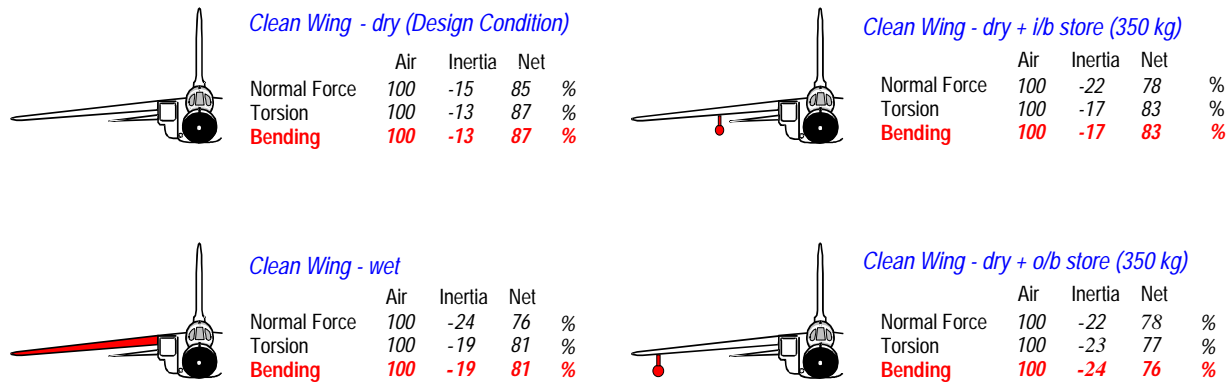 Clean Wing - dry (Design Condition)
Air Inertia Net
Normal Force 100 -15 85 %
Torsion 100 -13 87 %
Bending 100 -13 87 %
Clean Wing - dry + i/b store (350 kg)
Air Inertia Net
Normal Force 100 -22 78 %
Torsion 100 -17 83 %
Bending 100 -17 83 %
Clean Wing - wet
Air Inertia Net
Normal Force 100 -24 76 %
Torsion 100 -19 81 %
Bending 100 -19 81 %
Clean Wing - dry + o/b store (350 kg)
Air Inertia Net
Normal Force 100 -22 78 %
Torsion 100 -23 77 %
Bending 100 -24 76 %